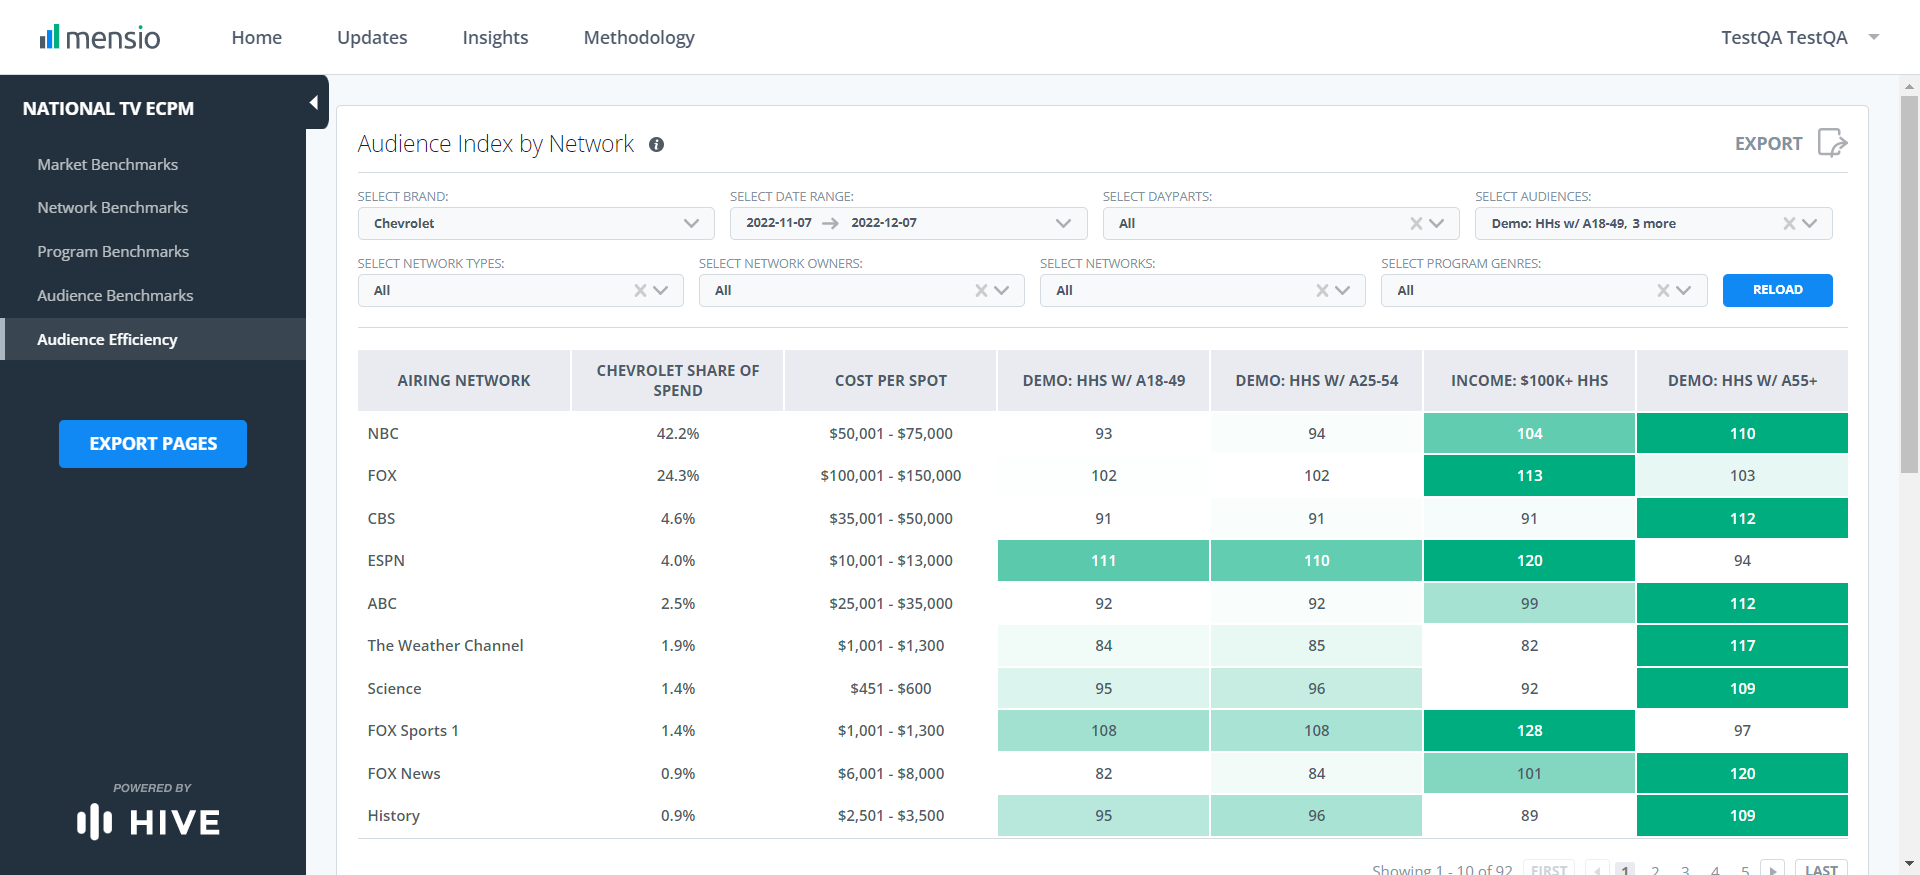 mensio
Home Updates Insights Methodology
TestQA TestQA
NATIONAL TV ECPM
Market Benchmarks
Network Benchmarks
Program Benchmarks
Audience Benchmarks
Audience Efficiency
EXPORT PAGES
POWERED BY
HIVE
Audience Index by Network
EXPORT
SELECT BRAND: SELECT DATE RANGE: SELECT DAYPARTS: SELECT AUDIENCES:
Chevrolet 2022-11-07 → 2022-12-07 All Demo: HHs w/ A18-49, 3 more
SELECT NETWORK TYPES: SELECT NETWORK OWNERS: SELECT NETWORKS: SELECT PROGRAM GENRES:
All All All All RELOAD
AIRING NETWORK CHEVROLET SHARE OF SPEND COST PER SPOT DEMO: HHS W/ A18-49 DEMO: HHS W/ A25-54 INCOME: $100K+ HHS DEMO: HHS W/ A55+
NBC 42.2% $50,001 - $75,000 93 94 104 110
FOX 24.3% $100,001 - $150,000 102 102 113 103
CBS 4.6% $35,001 - $50,000 91 91 91 112
ESPN 4.0% $10,001 - $13,000 111 110 120 94
ABC 2.5% $25,001 - $35,000 92 92 99 112
The Weather Channel 1.9% $1,001 - $1,300 84 85 82 117
Science 1.4% $451 - $600 95 96 92 109
FOX Sports 1 1.4% $1,001 - $1,300 108 108 128 97
FOX News 0.9% $6,001 - $8,000 82 84 101 120
History 0.9% $2,501 - $3,500 95 96 89 109
Showing 1 - 10 of 92 FIRST 1 2 3 4 5 LAST